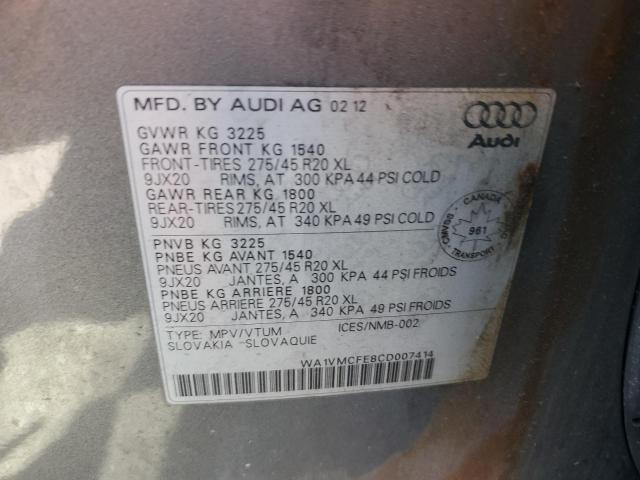 MFD. BY AUDI AG 02 12
Audi
GVWR KG 3225
GAWR FRONT KG 1540
FRONT-TIRES 275/45 R20 XL
9JX20 RIMS, AT 300 KPA 44 PSI COLD
GAWR REAR KG 1800
REAR-TIRES 275/45 R20 XL
9JX20 RIMS, AT 340 KPA 49 PSI COLD
CANADA
CMVSS 961 NSVAC
TRANSPORT
PNVB KG 3225
PNBE KG AVANT 1540
PNEUS AVANT 275/45 R20 XL
9JX20 JANTES, A 300 KPA 44 PSI FROIDS
PNBE KG ARRIERE 1800
PNEUS ARRIERE 275/45 R20 XL
9JX20 JANTES, A 340 KPA 49 PSI FROIDS
TYPE: MPV/VTUM ICES/NMB-002
SLOVAKIA SLOVAQUIE
WA1VMCFE8CD007414